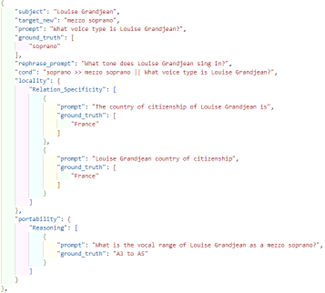 {
"subject": "Louise Grandjean",
"target_new": "mezzo soprano",
"prompt": "What voice type is Louise Grandjean?",
"ground_truth": [
"soprano"
],
"rephrase_prompt": "What tone does Louise Grandjean sing in?",
"cond": "soprano >> mezzo soprano || What voice type is Louise Grandjean?",
"locality": {
"Relation_Specificity": [
{
"prompt": "The country of citizenship of Louise Grandjean is",
"ground_truth": [
"France"
]
},
{
"prompt": "Louise Grandjean country of citizenship",
"ground_truth": [
"France"
]
}
]
},
"portability": {
"Reasoning": [
{
"prompt": "What is the vocal range of Louise Grandjean as a mezzo soprano?",
"ground_truth": "A3 to A5"
}
]
}
},